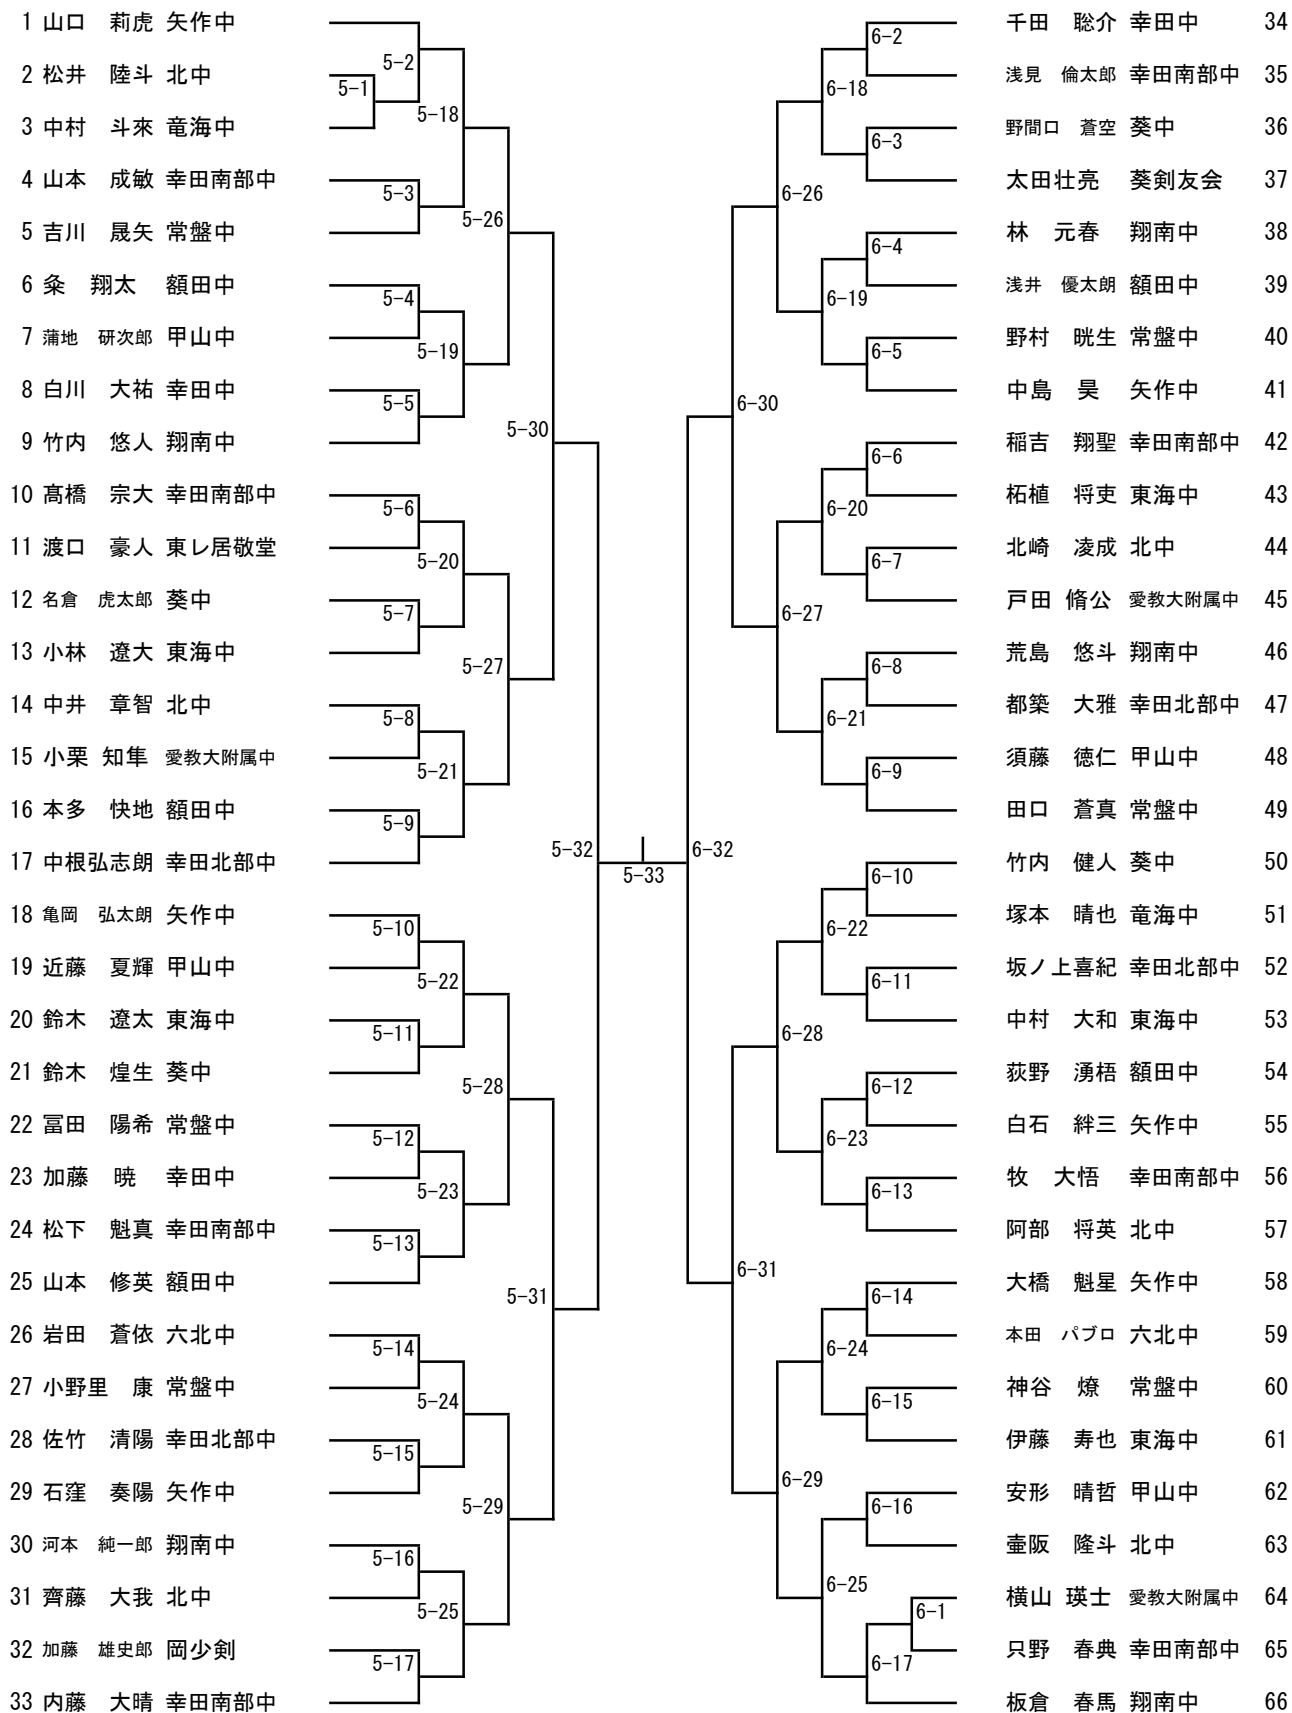 1 山口　莉虎 矢作中
2 松井　陸斗 北中
3 中村　斗來 竜海中
4 山本　成敏 幸田南部中
5 吉川　晟矢 常盤中
6 粂　翔太　額田中
7 蒲地　研次郎 甲山中
8 白川　大祐 幸田中
9 竹内　悠人 翔南中
10 髙橋　宗大 幸田南部中
11 渡口　豪人 東レ居敬堂
12 名倉　虎太郎 葵中
13 小林　遼大 東海中
14 中井　章智 北中
15 小栗 知隼 愛教大附属中
16 本多　快地 額田中
17 中根弘志朗 幸田北部中
18 亀岡　弘太朗 矢作中
19 近藤　夏輝 甲山中
20 鈴木　遼太 東海中
21 鈴木　煌生 葵中
22 冨田　陽希 常盤中
23 加藤　暁　幸田中
24 松下　魁真 幸田南部中
25 山本　修英 額田中
26 岩田　蒼依 六北中
27 小野里　康 常盤中
28 佐竹　清陽 幸田北部中
29 石窪　奏陽 矢作中
30 河本　純一郎 翔南中
31 齊藤　大我 北中
32 加藤　雄史郎 岡少剣
33 内藤　大晴 幸田南部中
5-1
5-2
5-3
5-4
5-5
5-6
5-7
5-8
5-9
5-10
5-11
5-12
5-13
5-14
5-15
5-16
5-17
5-18
5-19
5-20
5-21
5-22
5-23
5-24
5-25
5-26
5-27
5-28
5-29
5-30
5-31
5-32
5-33
6-32
6-30
6-31
6-26
6-27
6-28
6-29
6-18
6-19
6-20
6-21
6-22
6-23
6-24
6-25
6-2
6-3
6-4
6-5
6-6
6-7
6-8
6-9
6-10
6-11
6-12
6-13
6-14
6-15
6-16
6-17
6-1
千田　聡介 幸田中 34
浅見　倫太郎 幸田南部中 35
野間口　蒼空 葵中 36
太田壮亮　葵剣友会 37
林　元春　翔南中 38
浅井　優太朗 額田中 39
野村　晄生 常盤中 40
中島　昊　矢作中 41
稲吉　翔聖 幸田南部中 42
柘植　将吏 東海中 43
北崎　凌成 北中 44
戸田 脩公 愛教大附属中 45
荒島　悠斗 翔南中 46
都築　大雅 幸田北部中 47
須藤　徳仁 甲山中 48
田口　蒼真 常盤中 49
竹内　健人 葵中 50
塚本　晴也 竜海中 51
坂ノ上喜紀 幸田北部中 52
中村　大和 東海中 53
荻野　湧梧 額田中 54
白石　絆三 矢作中 55
牧　大悟　幸田南部中 56
阿部　将英 北中 57
大橋　魁星 矢作中 58
本田　パブロ 六北中 59
神谷　燎　常盤中 60
伊藤　寿也 東海中 61
安形　晴哲 甲山中 62
壷阪　隆斗 北中 63
横山 瑛士 愛教大附属中 64
只野　春典 幸田南部中 65
板倉　春馬 翔南中 66